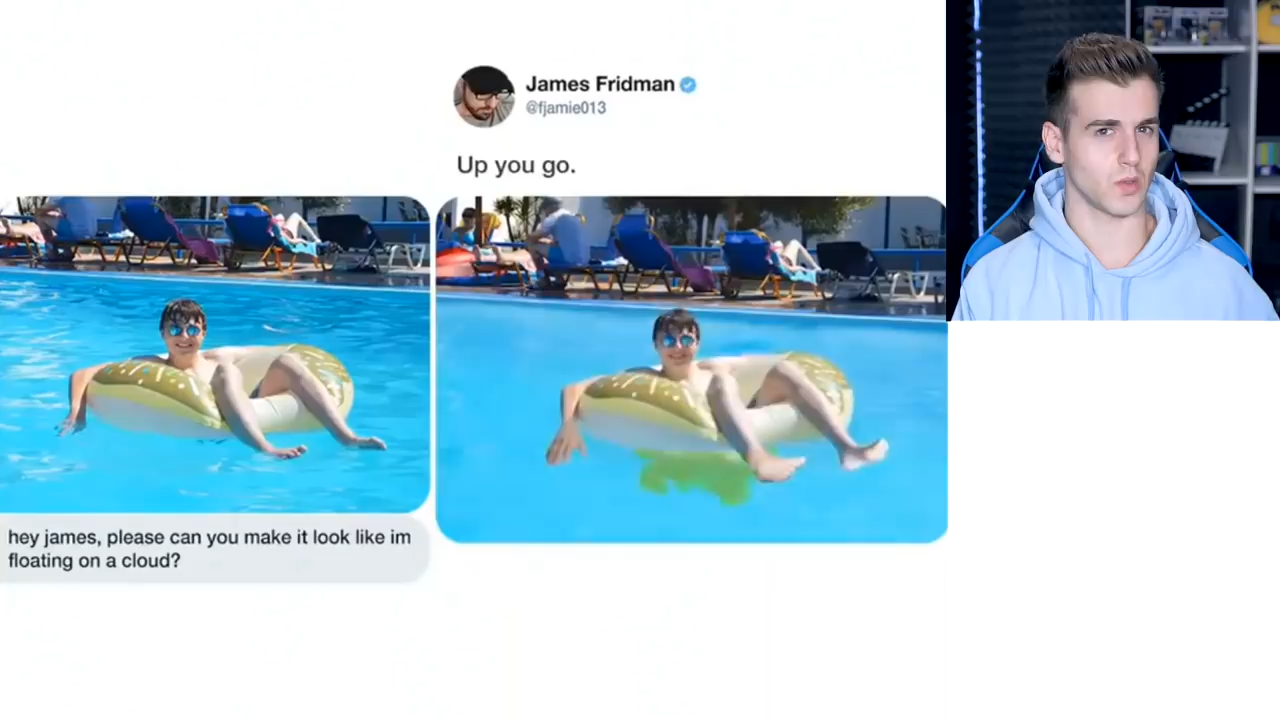 James Fridman
@fjamie013
Up you go.
hey james, please can you make it look like im
floating on a cloud?